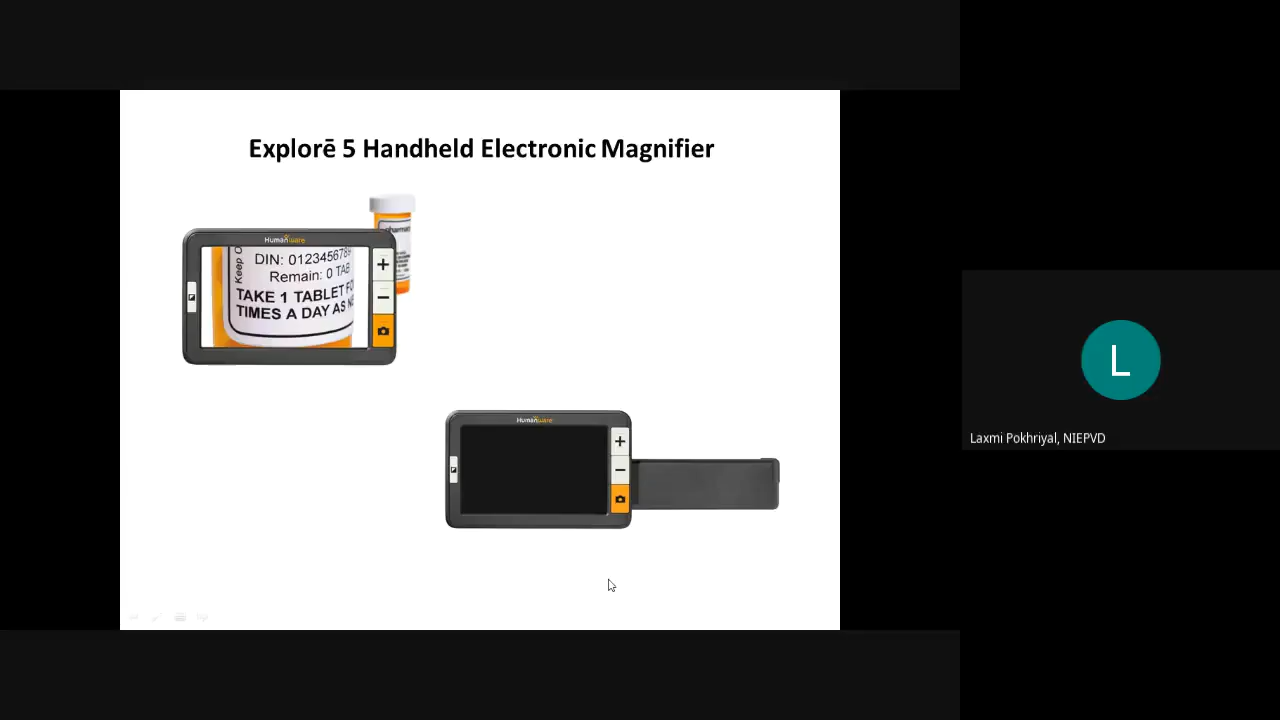 Explorē 5 Handheld Electronic Magnifier
Humanware
Keep
DIN: 0123456789
Remain: 0 TAB
TAKE 1 TABLET
TIMES A DAY AS
Humanware
L
Laxmi Pokhriyal, NIEPVD